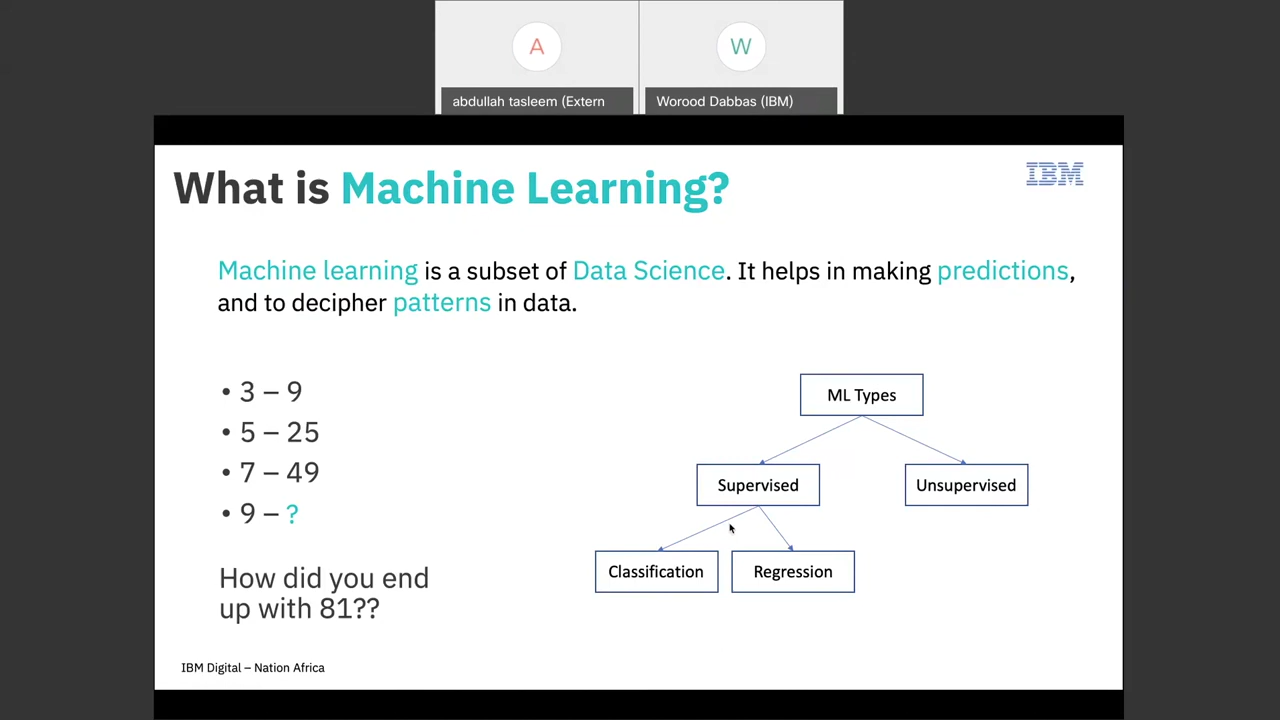 A
W
abdullah tasleem (Extern
Worood Dabbas (IBM)
What is Machine Learning?
IBM
Machine learning is a subset of Data Science. It helps in making predictions,
and to decipher patterns in data.
• 3 – 9
• 5 – 25
• 7 – 49
• 9 – ?
How did you end
up with 81??
ML Types
Supervised
Unsupervised
Classification
Regression
IBM Digital – Nation Africa